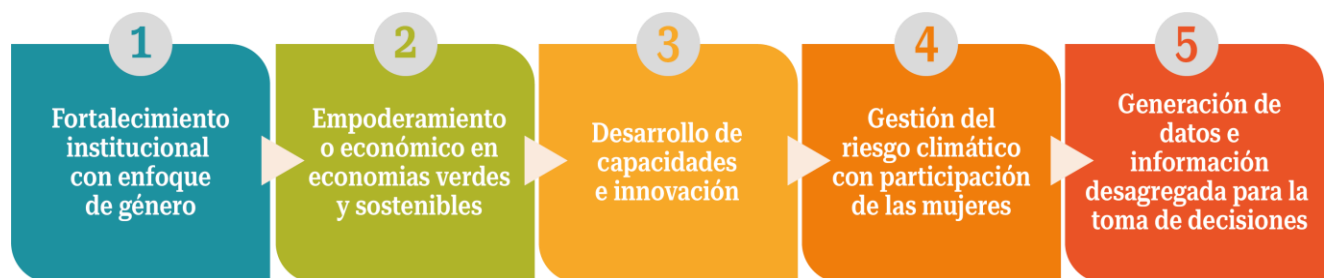 1
Fortalecimiento
institucional
con enfoque
de género
2
Empoderamiento
o económico en
economias verdes
y sostenibles
3
Desarrollo de
capacidades
e innovación
4
Gestión del
riesgo climático
con participación
de las mujeres
5
Generación de
datos e
información
desagregada para la
toma de decisiones